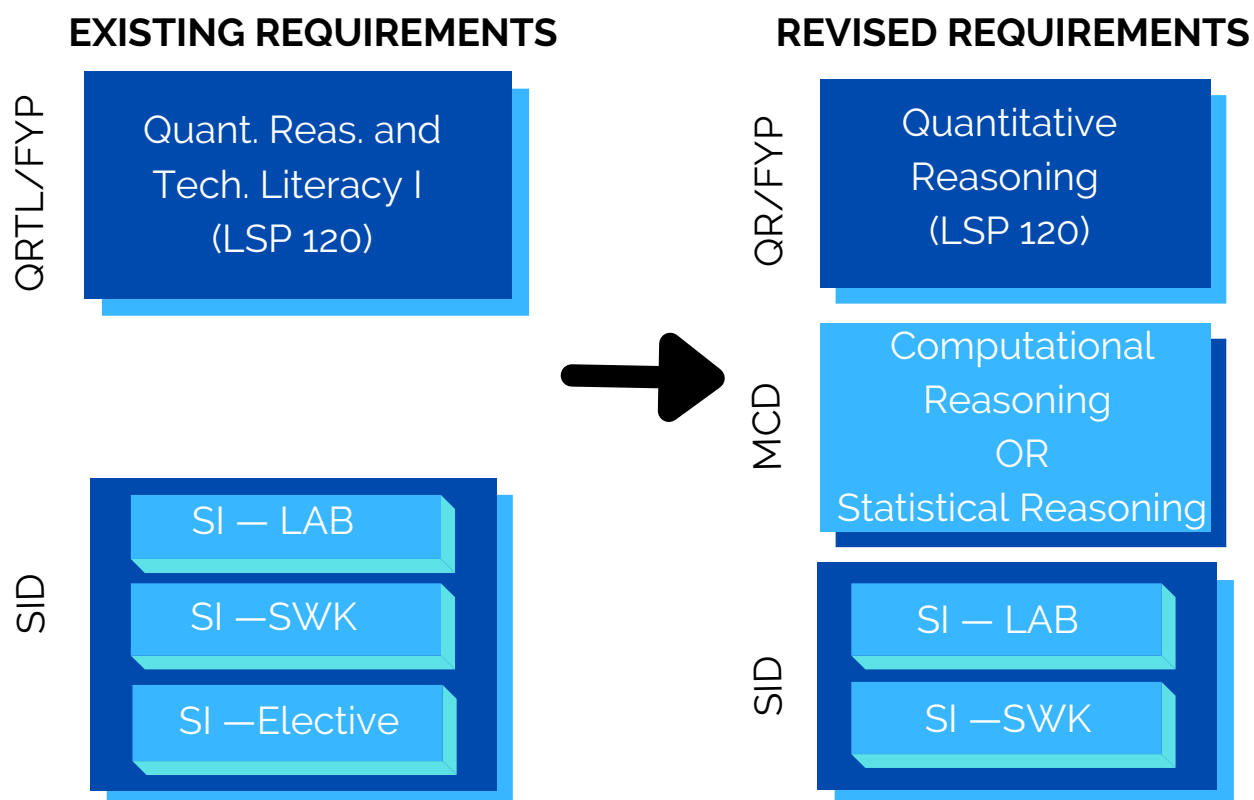 EXISTING REQUIREMENTS
QRTL/FYP
Quant. Reas. and
Tech. Literacy I
(LSP 120)
SID
SI — LAB
SI —SWK
SI —Elective
REVISED REQUIREMENTS
QR/FYP
Quantitative
Reasoning
(LSP 120)
MCD
Computational
Reasoning
OR
Statistical Reasoning
SID
SI — LAB
SI —SWK